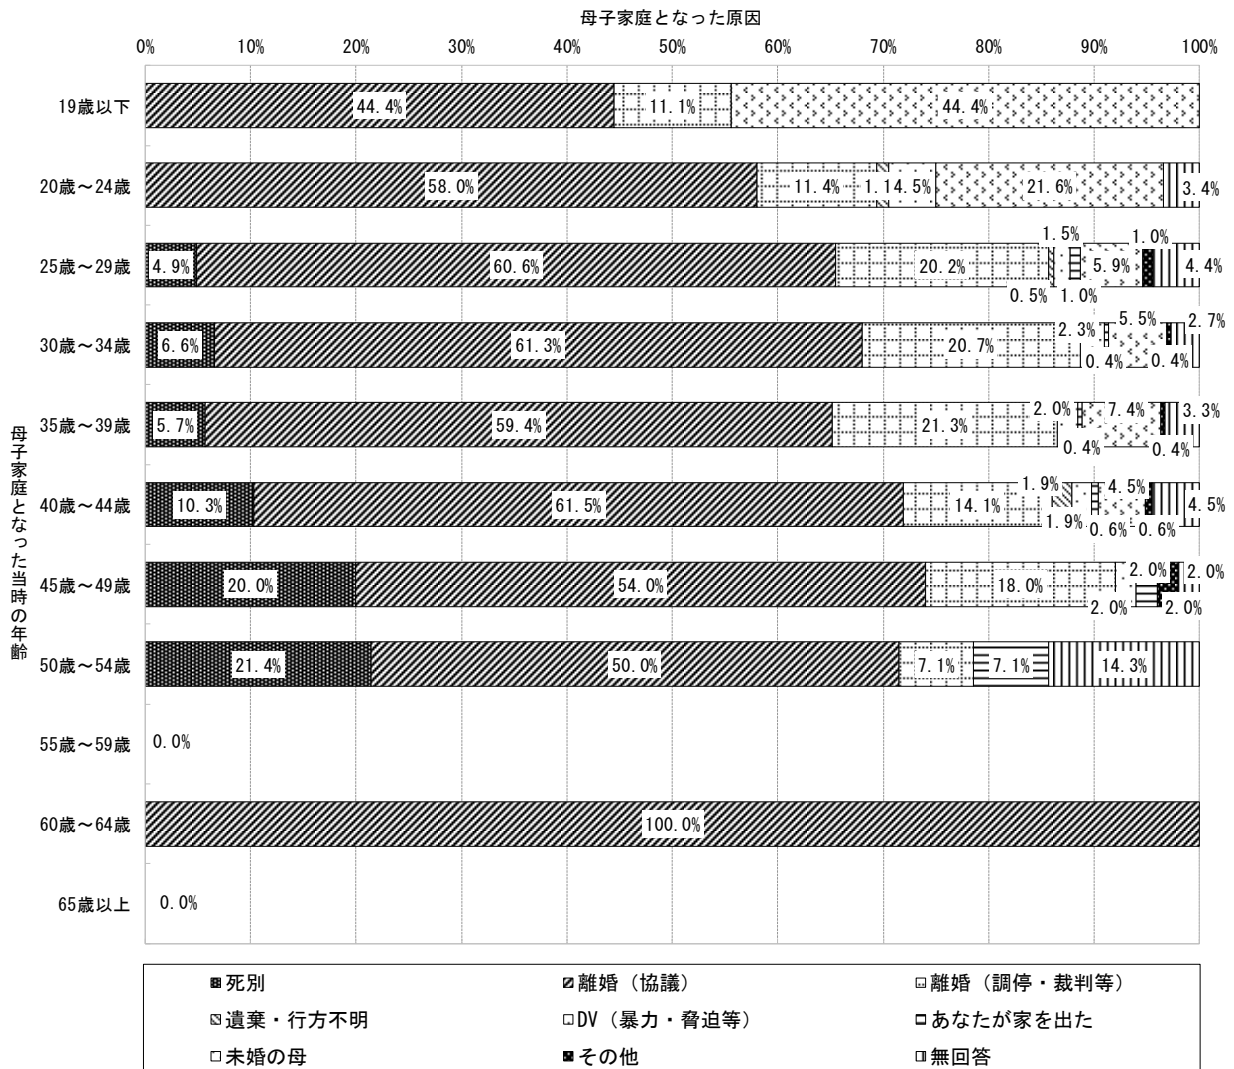 母子家庭となった原因
0% 10% 20% 30% 40% 50% 60% 70% 80% 90% 100%
母子家庭となった当時の年齢
19歳以下 44.4% 11.1% 44.4%
20歳～24歳 58.0% 11.4% 1.14.5% 21.6% 3.4%
1.5% 1.0%
25歳～29歳 4.9% 60.6% 20.2% 5.9% 4.4%
0.5% 1.0%
5.5% 2.7%
2.3%
30歳～34歳 6.6% 61.3% 20.7%
0.4% 0.4%
2.0% 7.4% 3.3%
35歳～39歳 5.7% 59.4% 21.3%
0.4% 0.4%
1.9% 4.5%
40歳～44歳 10.3% 61.5% 14.1% 4.5%
1.9% 0.6% 0.6%
2.0% 2.0%
45歳～49歳 20.0% 54.0% 18.0%
2.0% 2.0%
50歳～54歳 21.4% 50.0% 7.1% 7.1% 14.3%
55歳～59歳 0.0%
60歳～64歳 100.0%
65歳以上 0.0%
死別 離婚（協議） 離婚（調停・裁判等）
遺棄・行方不明 DV（暴力・脅迫等） あなたが家を出た
未婚の母 その他 無回答